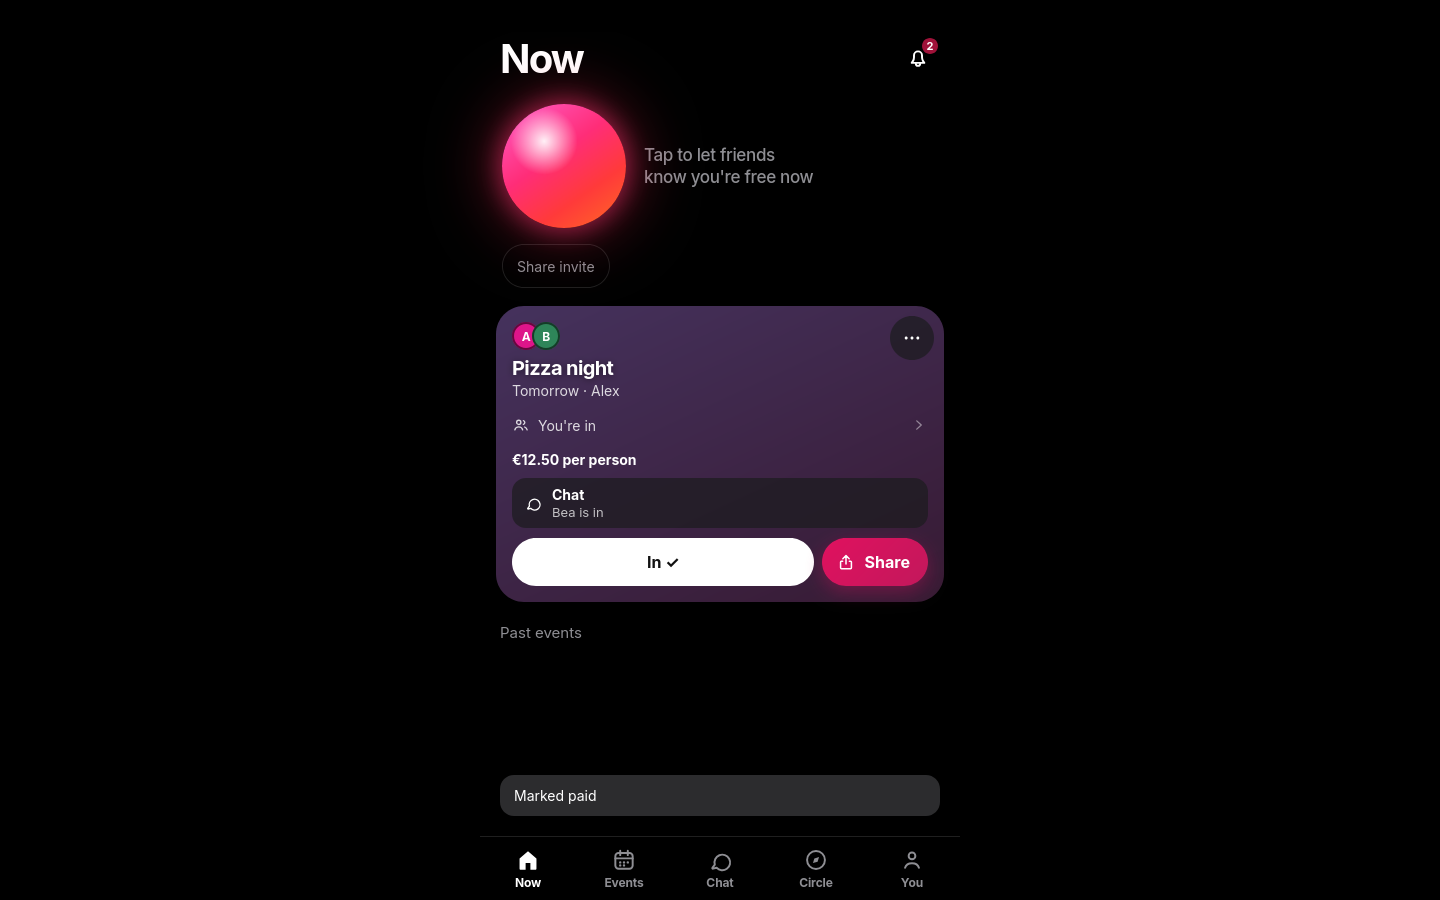 Now
2
Tap to let friends
know you're free now
Share invite
A B
Pizza night
Tomorrow · Alex
You're in
€12.50 per person
Chat
Bea is in
In ✓
Share
Past events
Marked paid
Now Events Chat Circle You